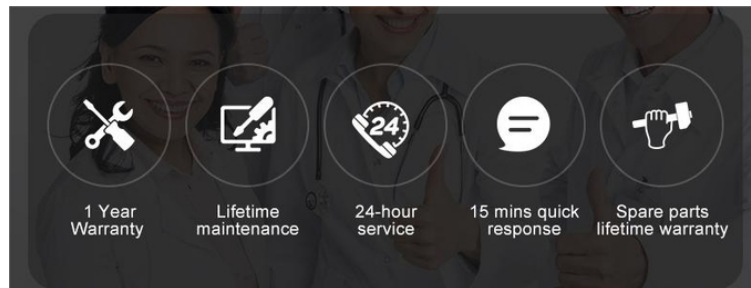 24
1 Year
Warranty
Lifetime
maintenance
24-hour
service
15 mins quick
response
Spare parts
lifetime warranty